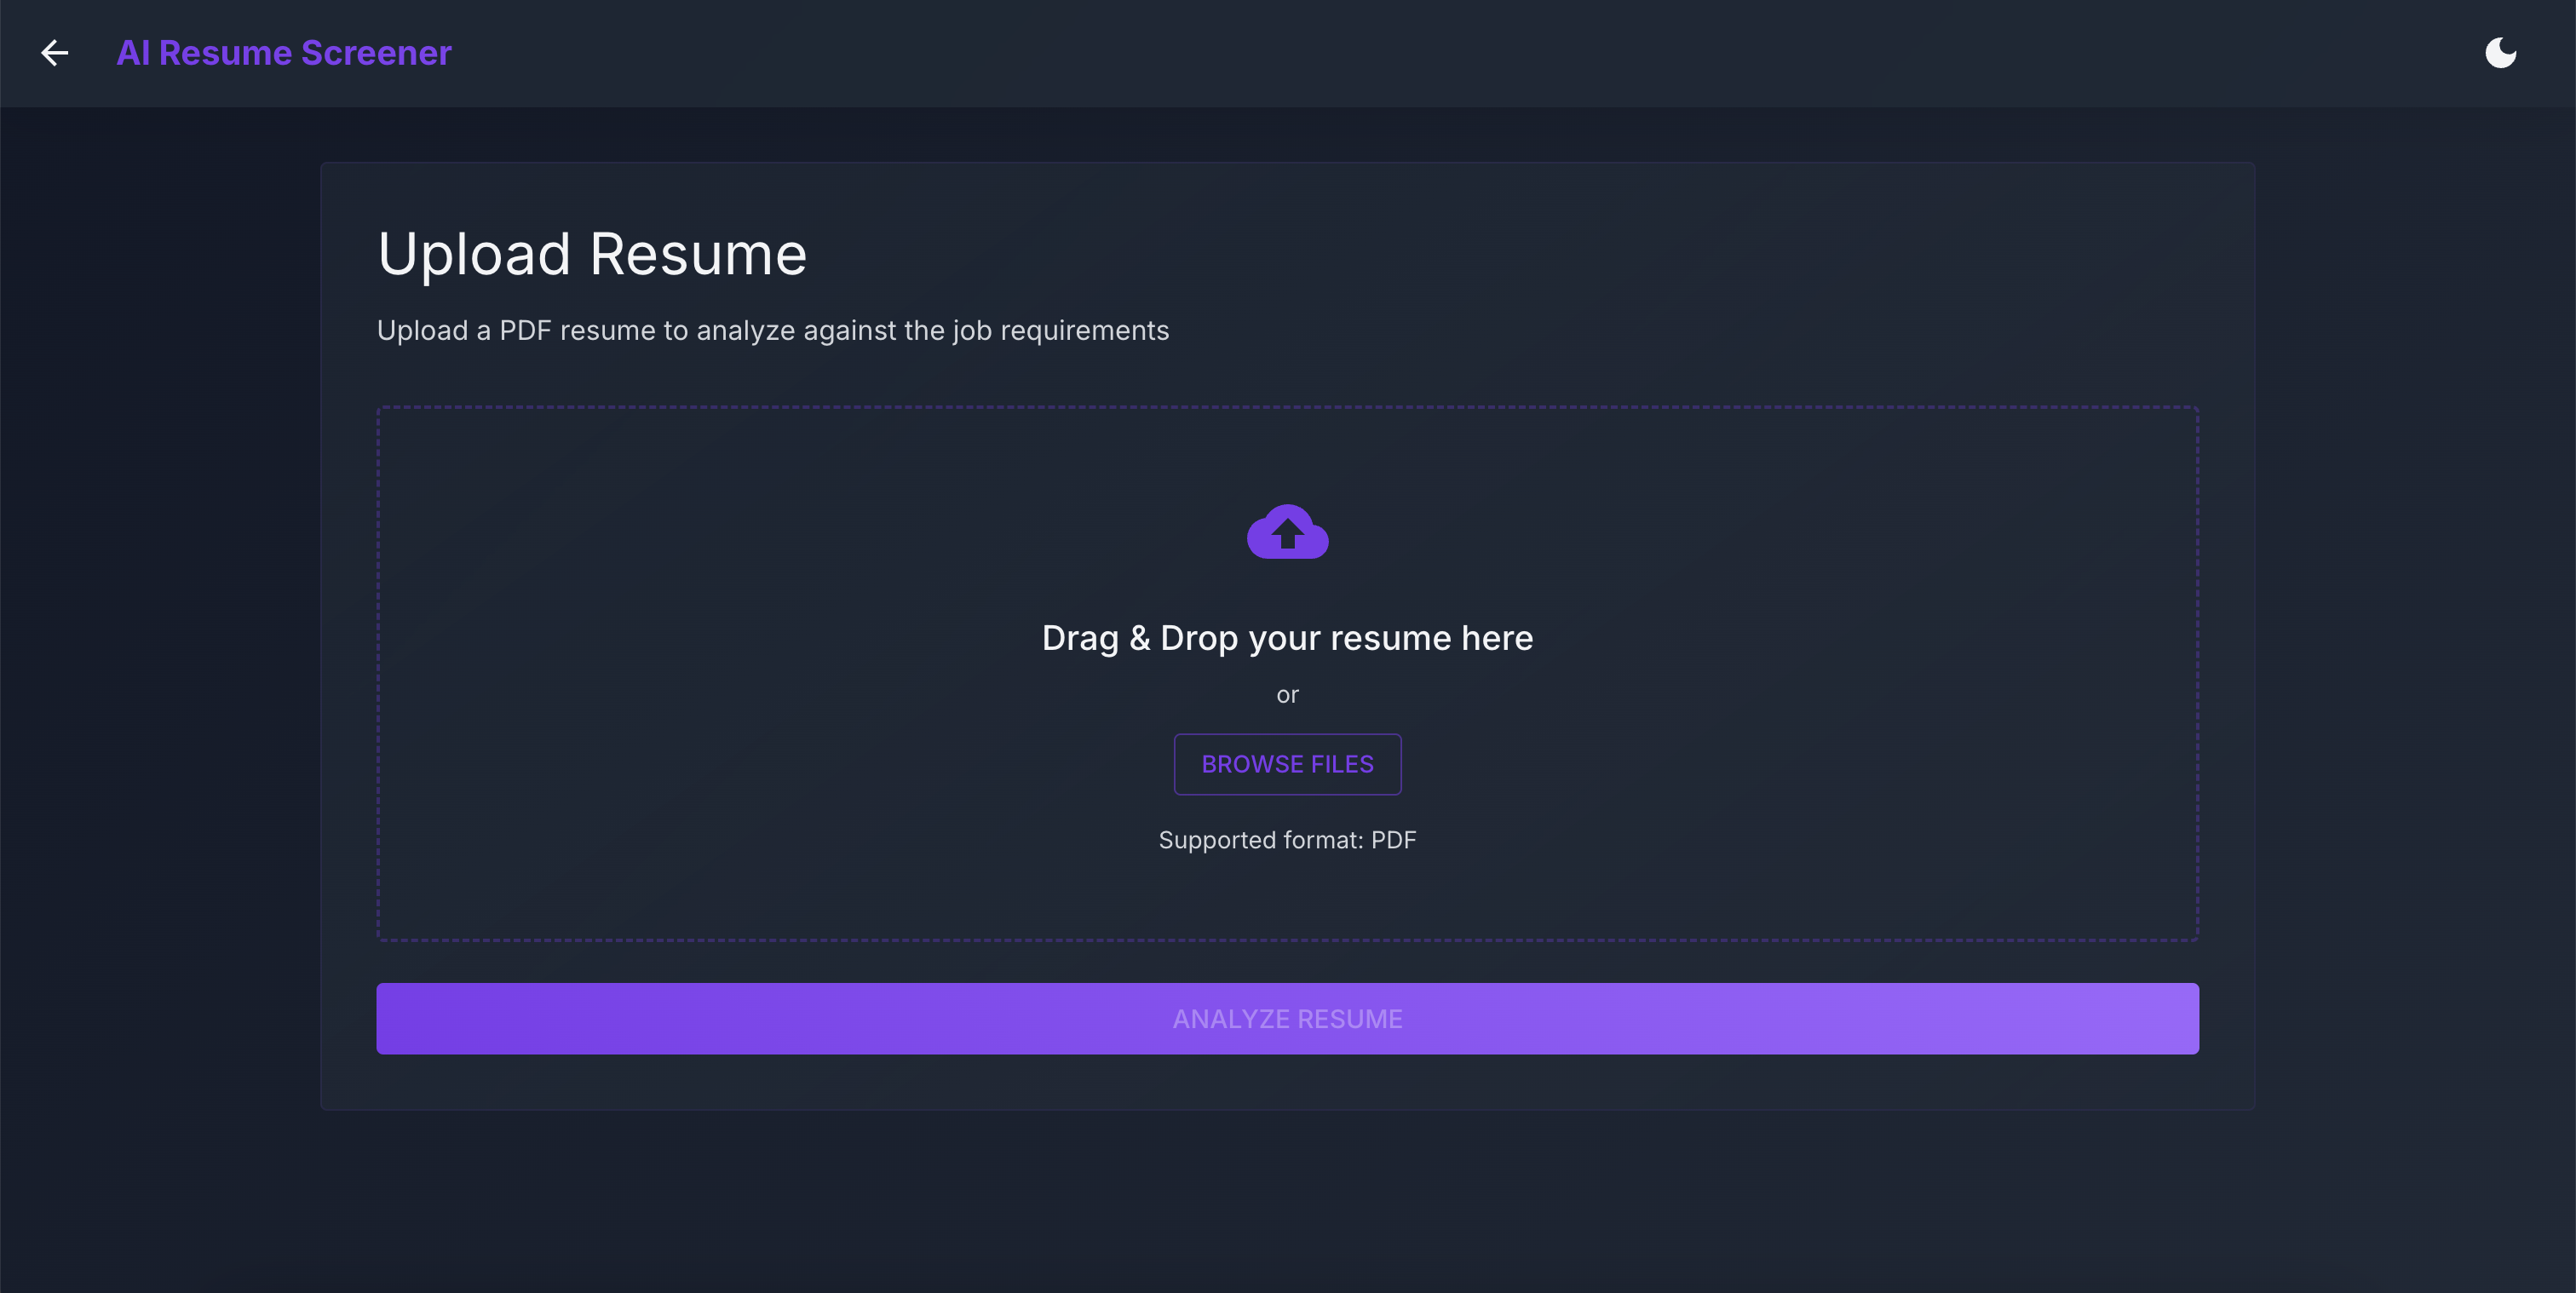 AI Resume Screener
Upload Resume
Upload a PDF resume to analyze against the job requirements
Drag & Drop your resume here
or
BROWSE FILES
Supported format: PDF
ANALYZE RESUME